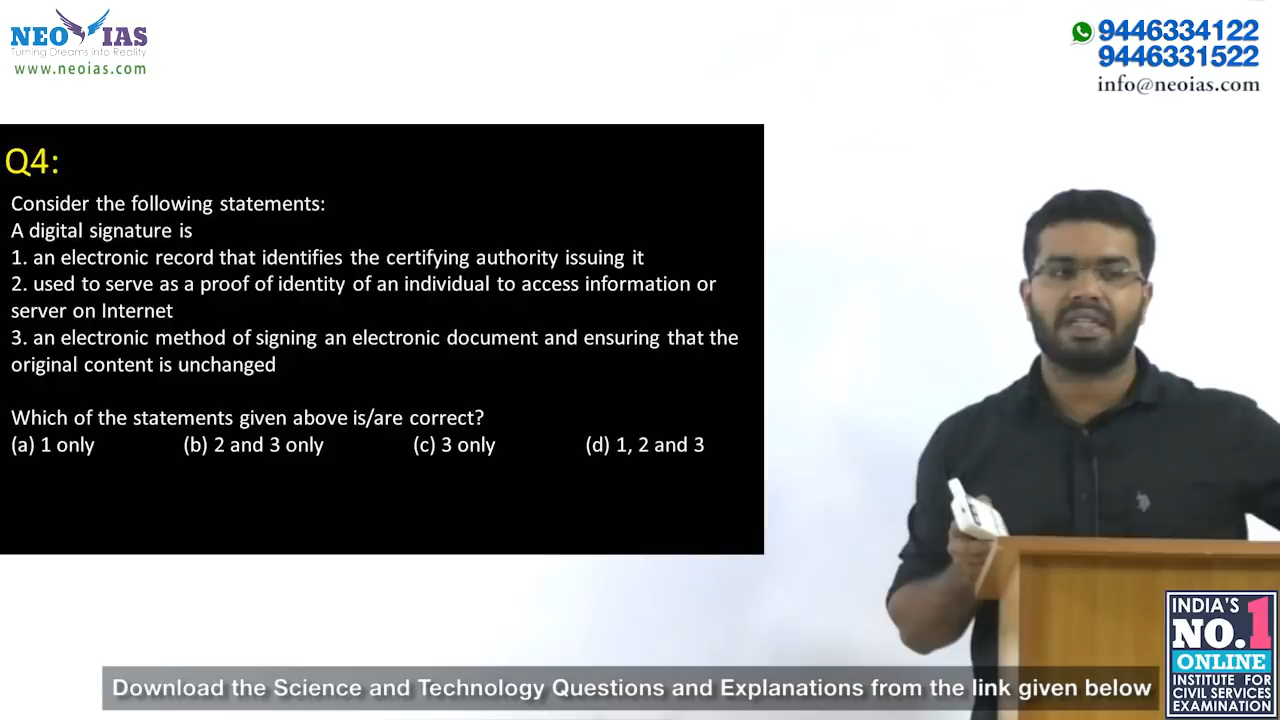 NEO IAS
Turning Dreams into Reality
www.neoias.com
9446334122
9446331522
info@neoias.com
Q4:
Consider the following statements:
A digital signature is
1. an electronic record that identifies the certifying authority issuing it
2. used to serve as a proof of identity of an individual to access information or
server on Internet
3. an electronic method of signing an electronic document and ensuring that the
original content is unchanged
Which of the statements given above is/are correct?
(a) 1 only (b) 2 and 3 only (c) 3 only (d) 1, 2 and 3
INDIA'S
NO.1
ONLINE
INSTITUTE FOR
CIVIL SERVICES
EXAMINATION
Download the Science and Technology Questions and Explanations from the link given below